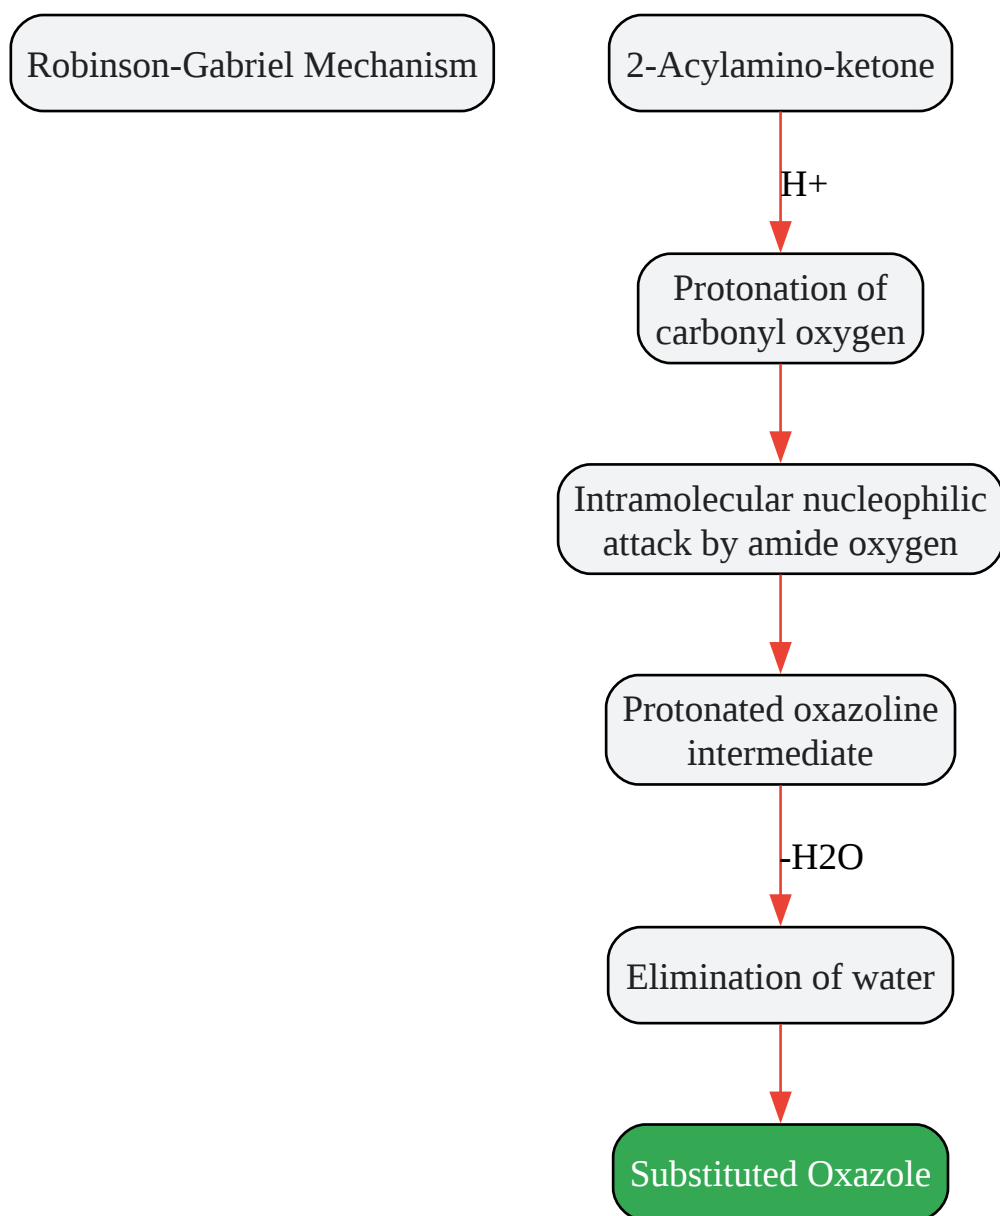 Robinson-Gabriel Mechanism
2-Acylamino-ketone
H+
Protonation of
carbonyl oxygen
Intramolecular nucleophilic
attack by amide oxygen
Protonated oxazoline
intermediate
-H2O
Elimination of water
Substituted Oxazole